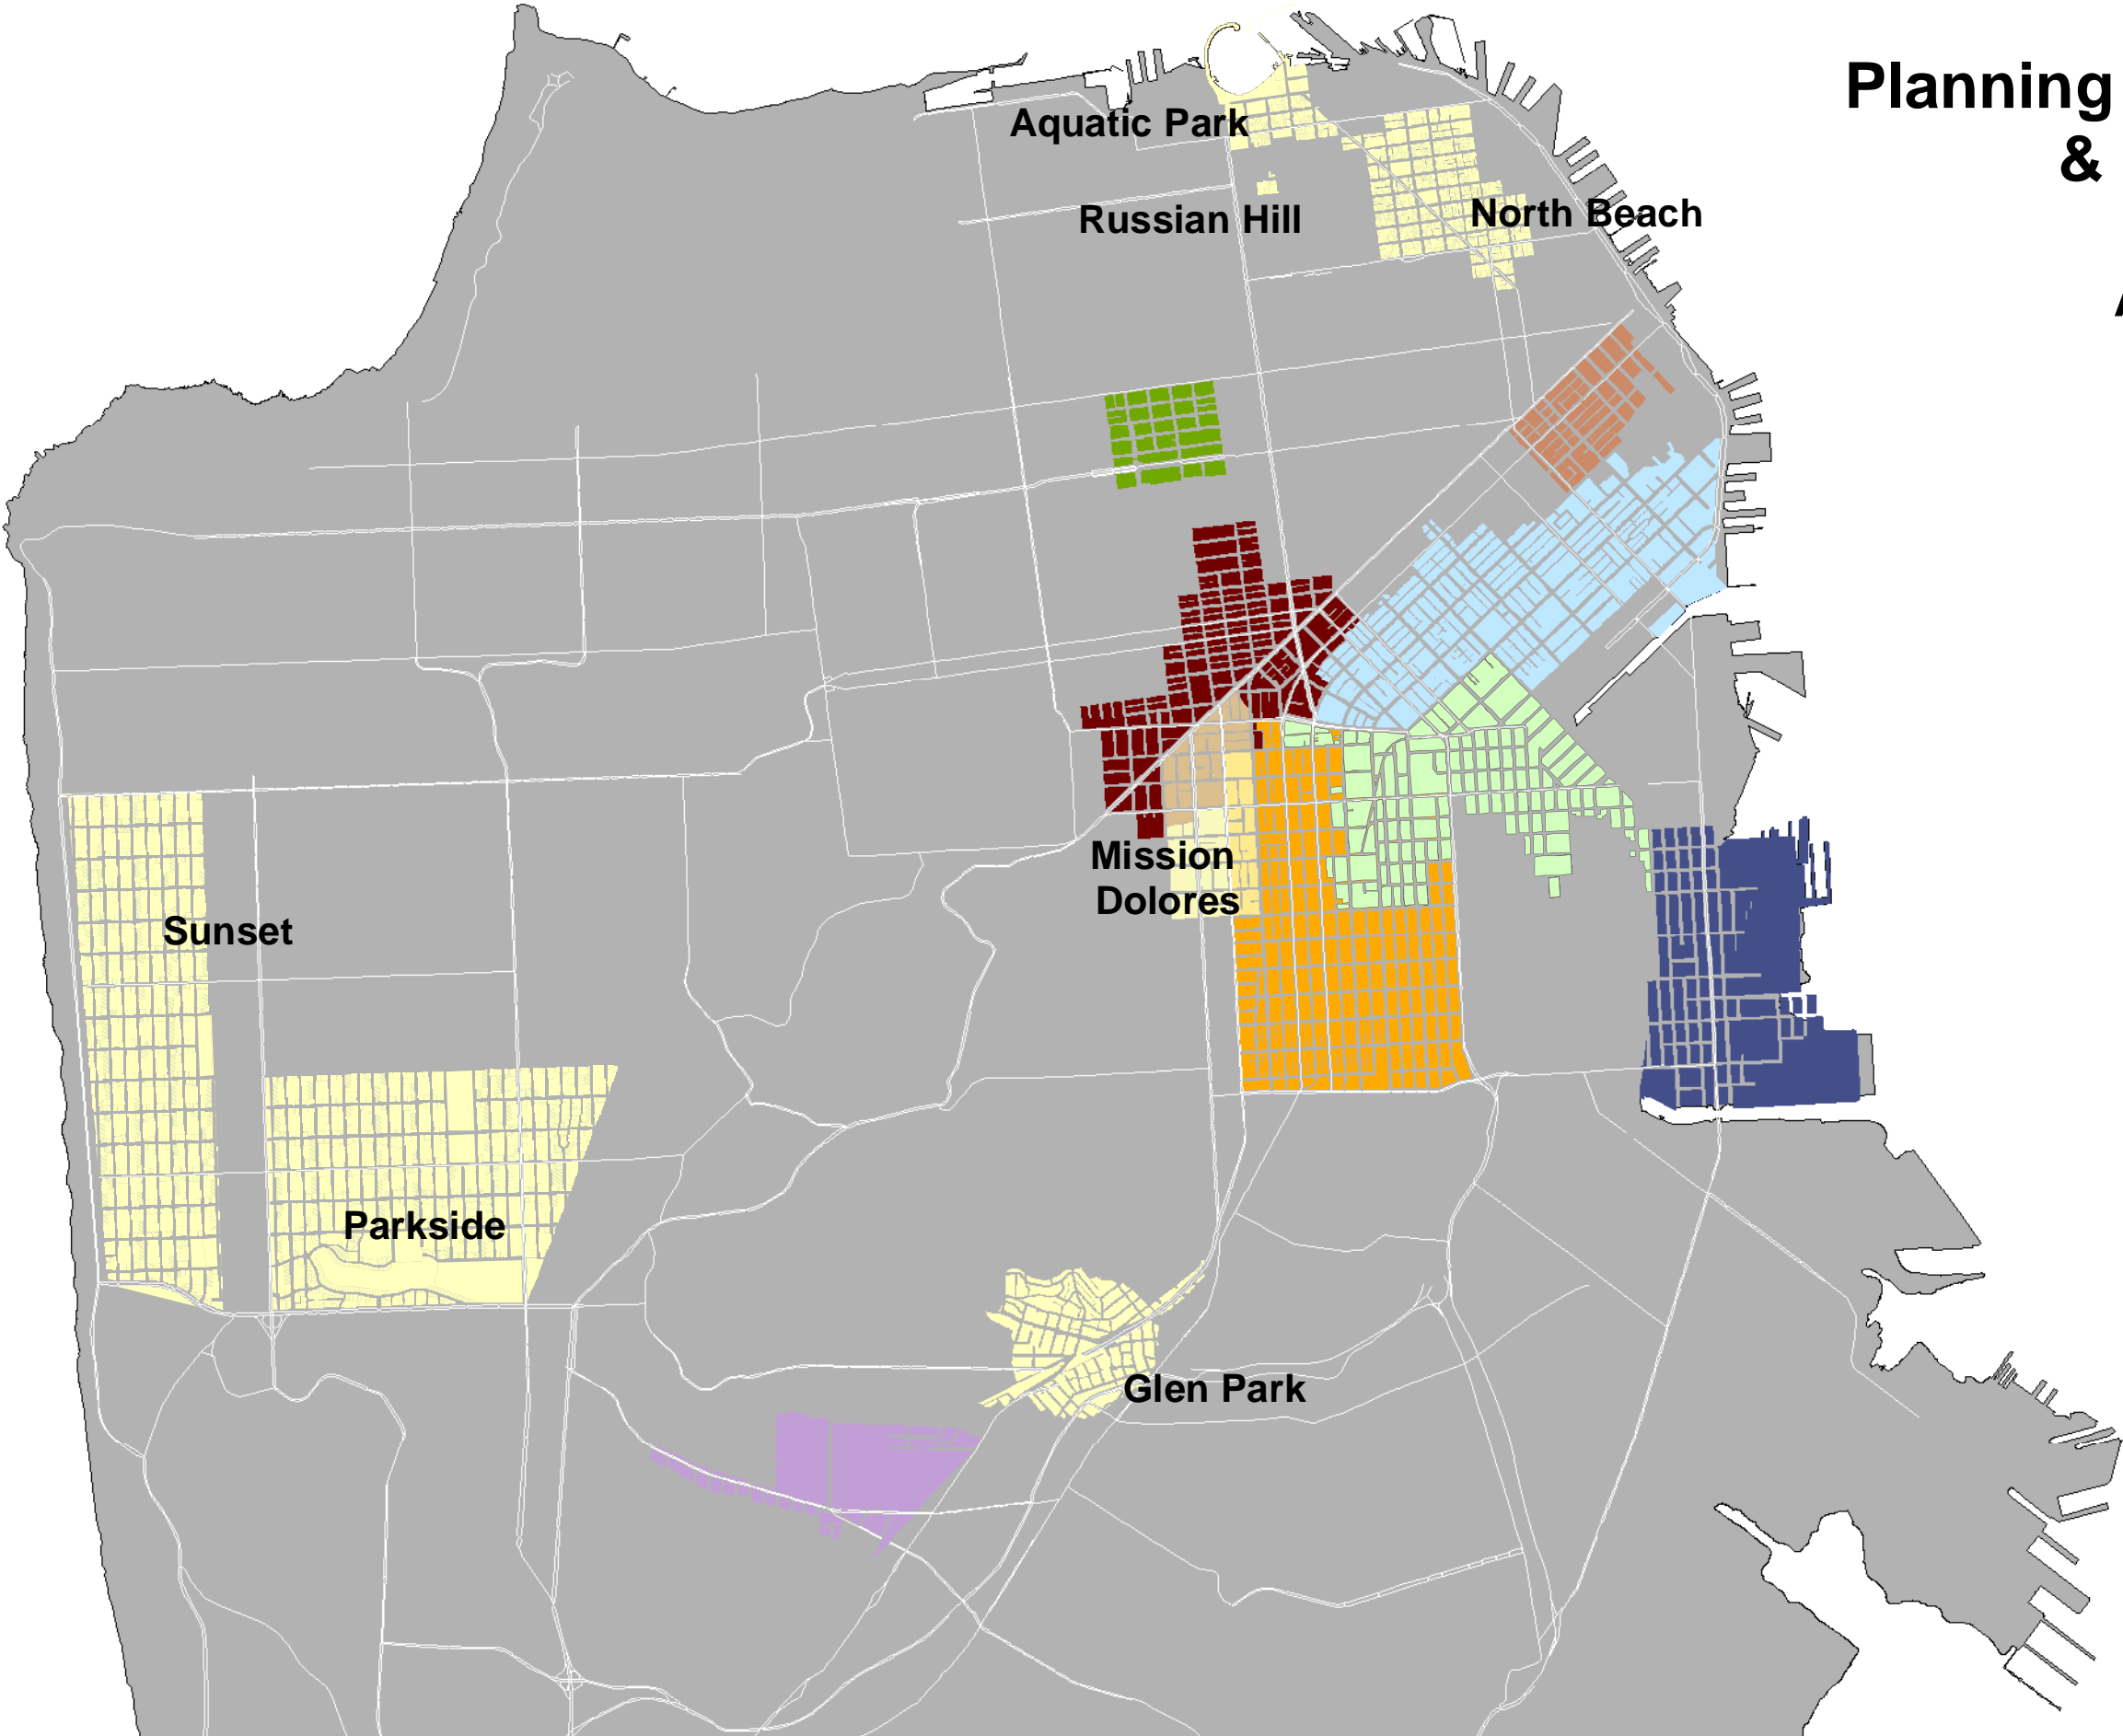 Planning
&
Aquatic Park
Russian Hill
North Beach
Mission
Dolores
Sunset
Parkside
Glen Park